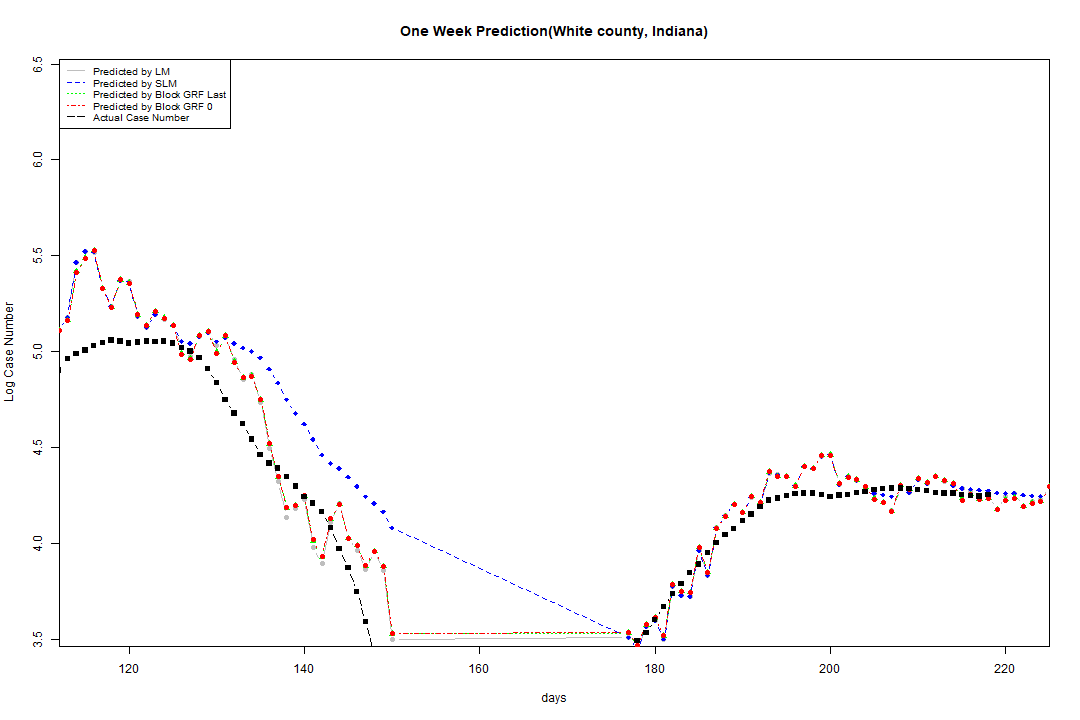 One Week Prediction(White county, Indiana)
Predicted by LM
Predicted by SLM
Predicted by Block GRF Last
Predicted by Block GRF 0
Actual Case Number
6.5
6.0
5.5
5.0
4.5
4.0
3.5
Log Case Number
120 140 160 180 200 220
days